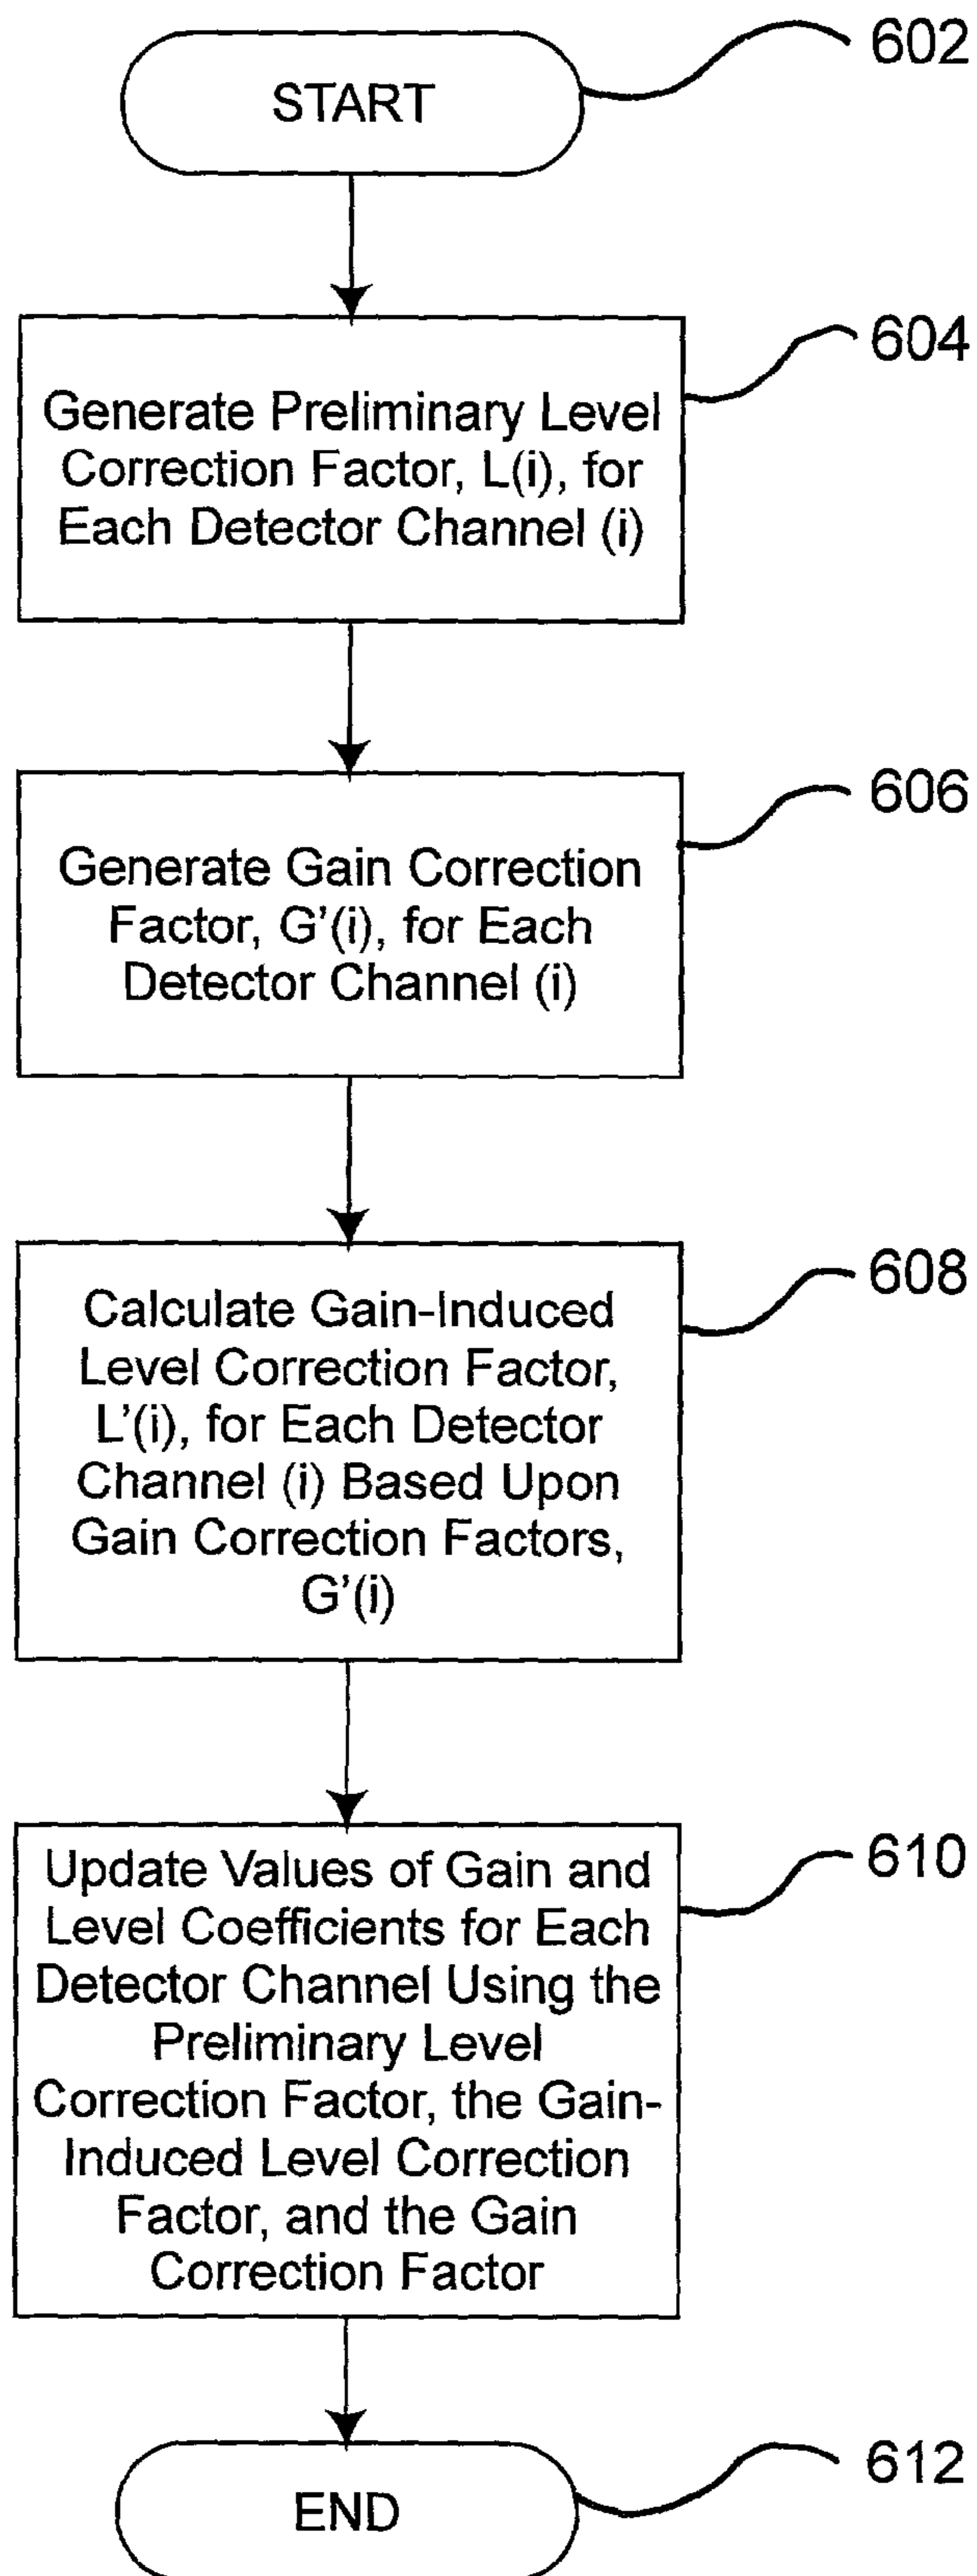 START
602
Generate Preliminary Level
Correction Factor, L(i), for
Each Detector Channel (i)
604
Generate Gain Correction
Factor, G’(i), for Each
Detector Channel (i)
606
Calculate Gain-Induced
Level Correction Factor,
L’(i), for Each Detector
Channel (i) Based Upon
Gain Correction Factors,
G’(i)
608
Update Values of Gain and
Level Coefficients for Each
Detector Channel Using the
Preliminary Level
Correction Factor, the Gain-
Induced Level Correction
Factor, and the Gain
Correction Factor
610
END
612